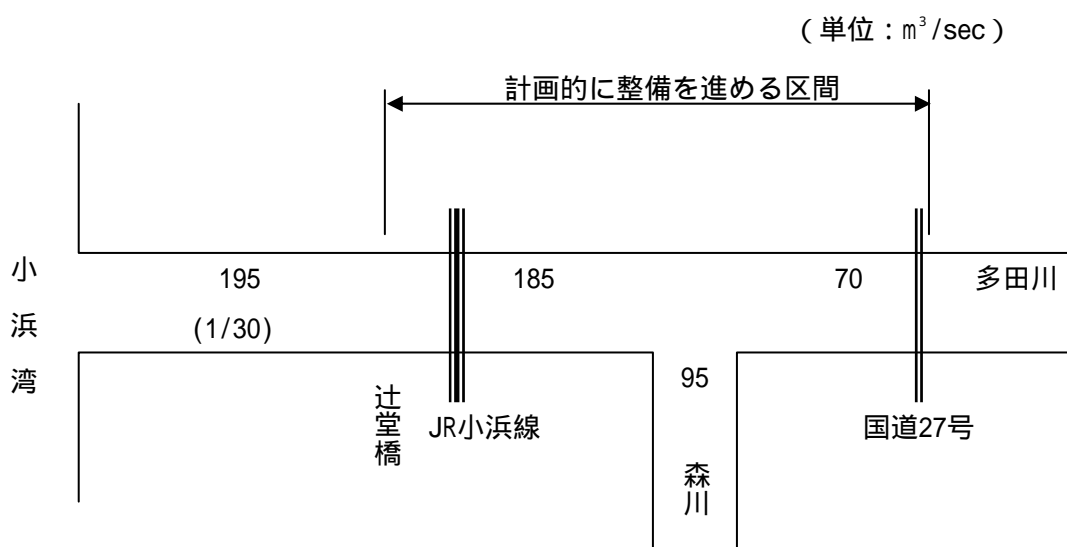 (単位:m³/sec)
計画的に整備を進める区間
小浜湾
195
185
70
多田川
(1/30)
95
辻堂橋
JR小浜線
国道27号
森川